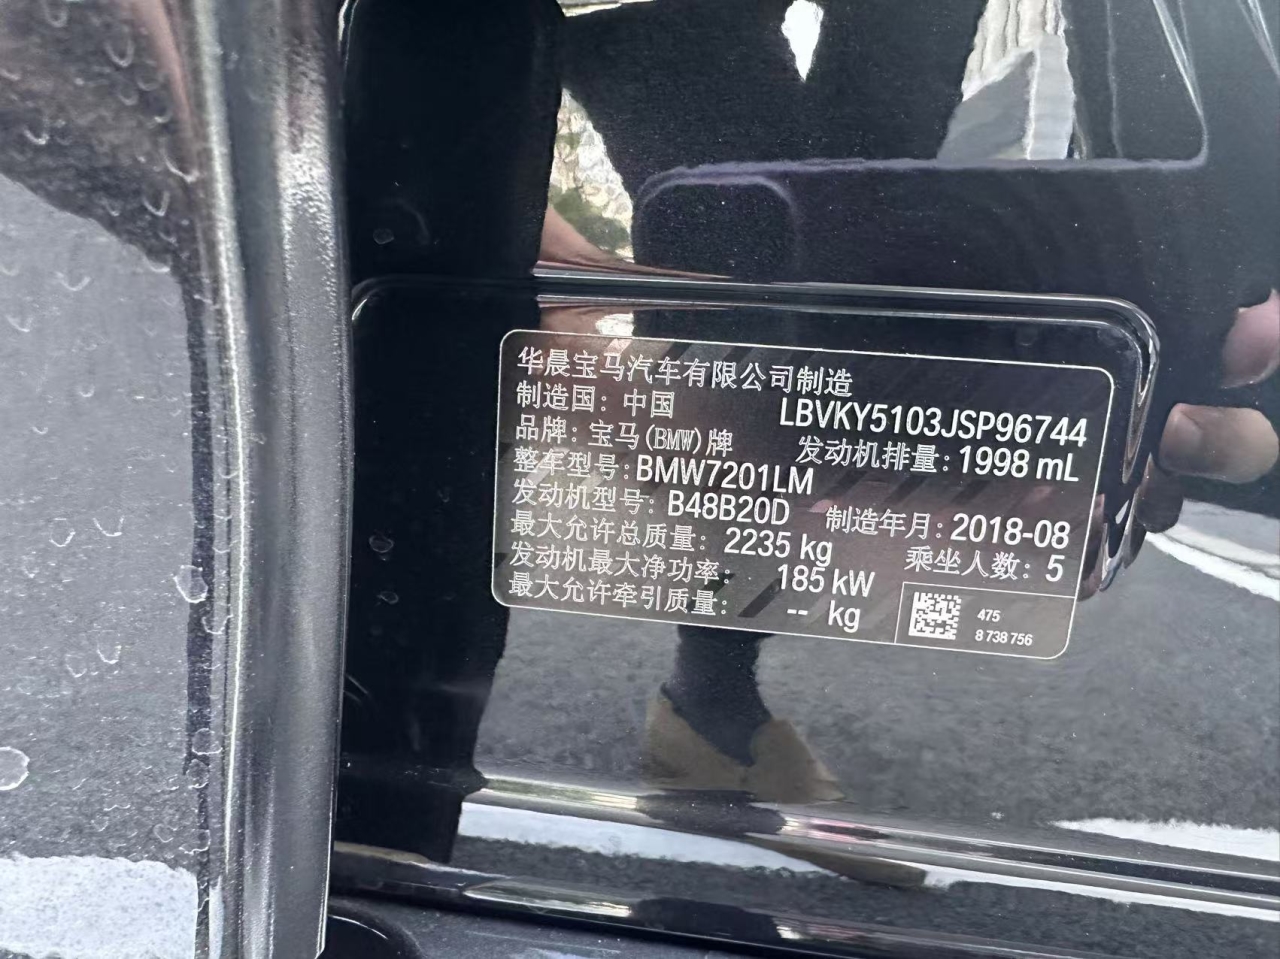 华晨宝马汽车有限公司制造
制造国：中国 LBVKY5103JSP96744
品牌：宝马(BMW)牌 发动机排量：1998 mL
整车型号：BMW7201LM
发动机型号：B48B20D 制造年月：2018-08
最大允许总质量：2235 kg 乘坐人数：5
发动机最大净功率： 185 kW
最大允许牵引质量： -- kg
475
8 738 756